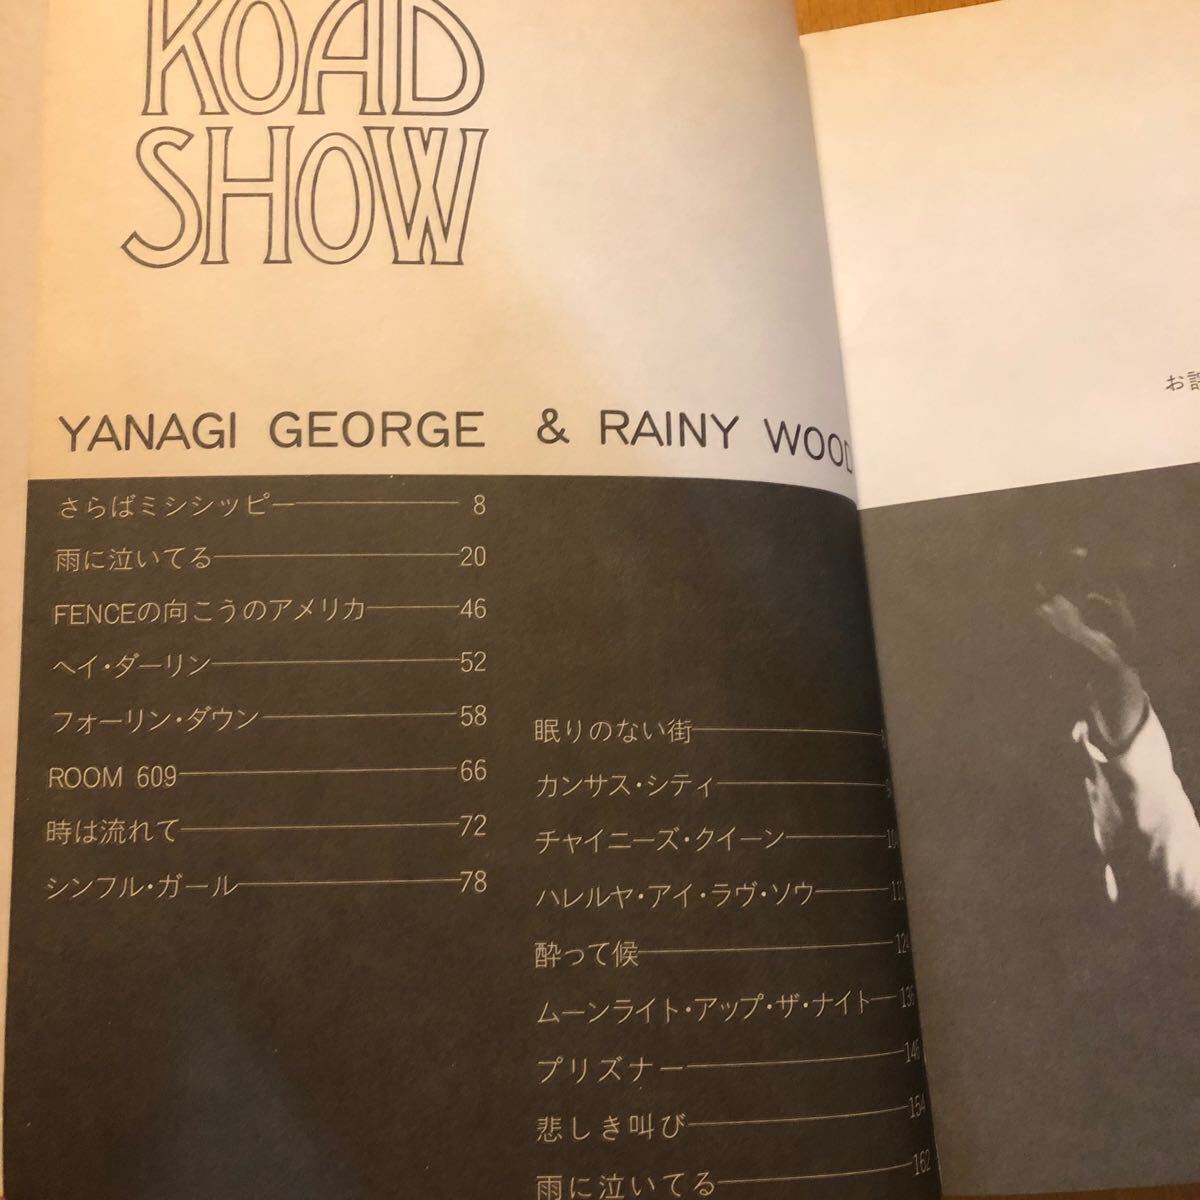 ROAD
SHOW
YANAGI GEORGE & RAINY WOOD
さらばミシシッピー 8
雨に泣いてる 20
FENCEの向こうのアメリカ 46
ヘイ・ダーリン 52
フォーリン・ダウン 58
ROOM 609 66
時は流れて 72
シンフル・ガール 78
眠りのない街
カンサス・シティ
チャイニーズ・クイーン
ハレルヤ・アイ・ラヴ・ソウ
酔って候 124
ムーンライト・アップ・ザ・ナイト 136
プリズナー 146
悲しき叫び 154
雨に泣いてる 162
お